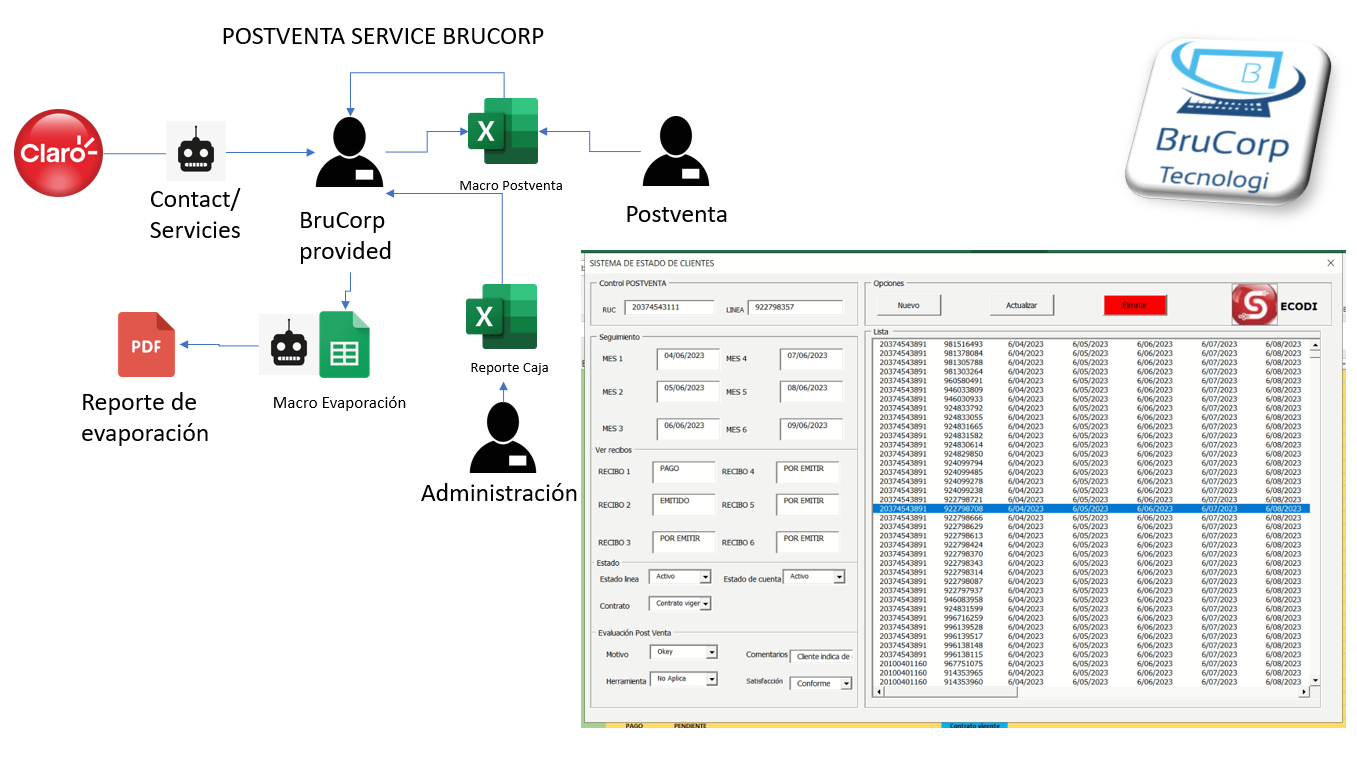 POSTVENTA SERVICE BRUCORP
Claro
Contact/
Servicies
BruCorp
provided
X
Macro Postventa
Postventa
B
BruCorp
Tecnologi
PDF
Reporte de
evaporación
Macro Evaporación
X
Reporte Caja
Administración
SISTEMA DE ESTADO DE CLIENTES
Control POSTVENTA
RUC 20374543111 LINEA 922798357
Seguimiento
MES 1 04/06/2023 MES 4 07/06/2023
MES 2 05/06/2023 MES 5 08/06/2023
MES 3 06/06/2023 MES 6 09/06/2023
Ver recibos
RECIBO 1 PAGO RECIBO 4 POR EMITIR
RECIBO 2 EMITIDO RECIBO 5 POR EMITIR
RECIBO 3 POR EMITIR RECIBO 6 POR EMITIR
Estado
Estado linea Activo Estado de cuenta Activo
Contrato Contrato viger
Evaluación Post Venta
Motivo Okey Comentarios Cliente indica de
Herramienta No Aplica Satisfacción Conforme
Opciones
Nuevo Actualizar Eliminar
S ECODI
Lista
20374543891 981516493 6/04/2023 6/05/2023 6/06/2023 6/07/2023 6/08/2023
20374543891 981378084 6/04/2023 6/05/2023 6/06/2023 6/07/2023 6/08/2023
20374543891 981305788 6/04/2023 6/05/2023 6/06/2023 6/07/2023 6/08/2023
20374543891 981303264 6/04/2023 6/05/2023 6/06/2023 6/07/2023 6/08/2023
20374543891 960580491 6/04/2023 6/05/2023 6/06/2023 6/07/2023 6/08/2023
20374543891 946033809 6/04/2023 6/05/2023 6/06/2023 6/07/2023 6/08/2023
20374543891 946030933 6/04/2023 6/05/2023 6/06/2023 6/07/2023 6/08/2023
20374543891 924833792 6/04/2023 6/05/2023 6/06/2023 6/07/2023 6/08/2023
20374543891 924833055 6/04/2023 6/05/2023 6/06/2023 6/07/2023 6/08/2023
20374543891 924831665 6/04/2023 6/05/2023 6/06/2023 6/07/2023 6/08/2023
20374543891 924831582 6/04/2023 6/05/2023 6/06/2023 6/07/2023 6/08/2023
20374543891 924830614 6/04/2023 6/05/2023 6/06/2023 6/07/2023 6/08/2023
20374543891 924829850 6/04/2023 6/05/2023 6/06/2023 6/07/2023 6/08/2023
20374543891 924099794 6/04/2023 6/05/2023 6/06/2023 6/07/2023 6/08/2023
20374543891 924099485 6/04/2023 6/05/2023 6/06/2023 6/07/2023 6/08/2023
20374543891 924099278 6/04/2023 6/05/2023 6/06/2023 6/07/2023 6/08/2023
20374543891 924099238 6/04/2023 6/05/2023 6/06/2023 6/07/2023 6/08/2023
20374543891 922798721 6/04/2023 6/05/2023 6/06/2023 6/07/2023 6/08/2023
20374543891 922798708 6/04/2023 6/05/2023 6/06/2023 6/07/2023 6/08/2023
20374543891 922798666 6/04/2023 6/05/2023 6/06/2023 6/07/2023 6/08/2023
20374543891 922798629 6/04/2023 6/05/2023 6/06/2023 6/07/2023 6/08/2023
20374543891 922798613 6/04/2023 6/05/2023 6/06/2023 6/07/2023 6/08/2023
20374543891 922798424 6/04/2023 6/05/2023 6/06/2023 6/07/2023 6/08/2023
20374543891 922798370 6/04/2023 6/05/2023 6/06/2023 6/07/2023 6/08/2023
20374543891 922798343 6/04/2023 6/05/2023 6/06/2023 6/07/2023 6/08/2023
20374543891 922798314 6/04/2023 6/05/2023 6/06/2023 6/07/2023 6/08/2023
20374543891 922798087 6/04/2023 6/05/2023 6/06/2023 6/07/2023 6/08/2023
20374543891 922797937 6/04/2023 6/05/2023 6/06/2023 6/07/2023 6/08/2023
20374543891 946083958 6/04/2023 6/05/2023 6/06/2023 6/07/2023 6/08/2023
20374543891 924831599 6/04/2023 6/05/2023 6/06/2023 6/07/2023 6/08/2023
20374543891 996716259 6/04/2023 6/05/2023 6/06/2023 6/07/2023 6/08/2023
20374543891 996139528 6/04/2023 6/05/2023 6/06/2023 6/07/2023 6/08/2023
20374543891 996139517 6/04/2023 6/05/2023 6/06/2023 6/07/2023 6/08/2023
20374543891 996138148 6/04/2023 6/05/2023 6/06/2023 6/07/2023 6/08/2023
20374543891 996138115 6/04/2023 6/05/2023 6/06/2023 6/07/2023 6/08/2023
20100401160 967751075 6/04/2023 6/05/2023 6/06/2023 6/07/2023 6/08/2023
20100401160 914353965 6/04/2023 6/05/2023 6/06/2023 6/07/2023 6/08/2023
20100401160 914353960 6/04/2023 6/05/2023 6/06/2023 6/07/2023 6/08/2023
PAGO PENDIENTE Contrato vigente